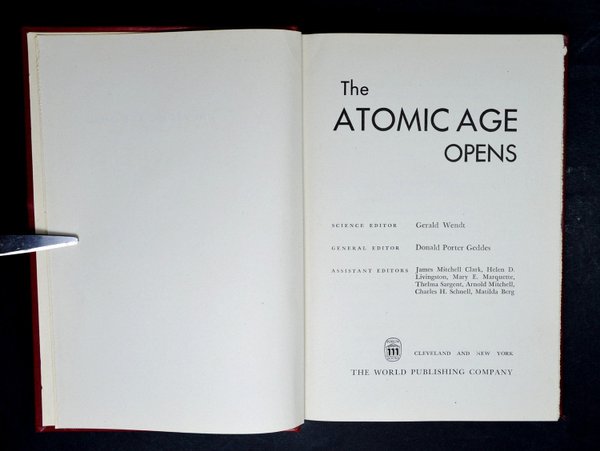 The
ATOMIC AGE
OPENS
SCIENCE EDITOR Gerald Wendt
GENERAL EDITOR Donald Porter Geddes
ASSISTANT EDITORS James Mitchell Clark, Helen D.
Livingston, Mary E. Marquette,
Thelma Sargent, Arnold Mitchell,
Charles H. Schnell, Matilda Berg
CLEVELAND AND NEW YORK
THE WORLD PUBLISHING COMPANY